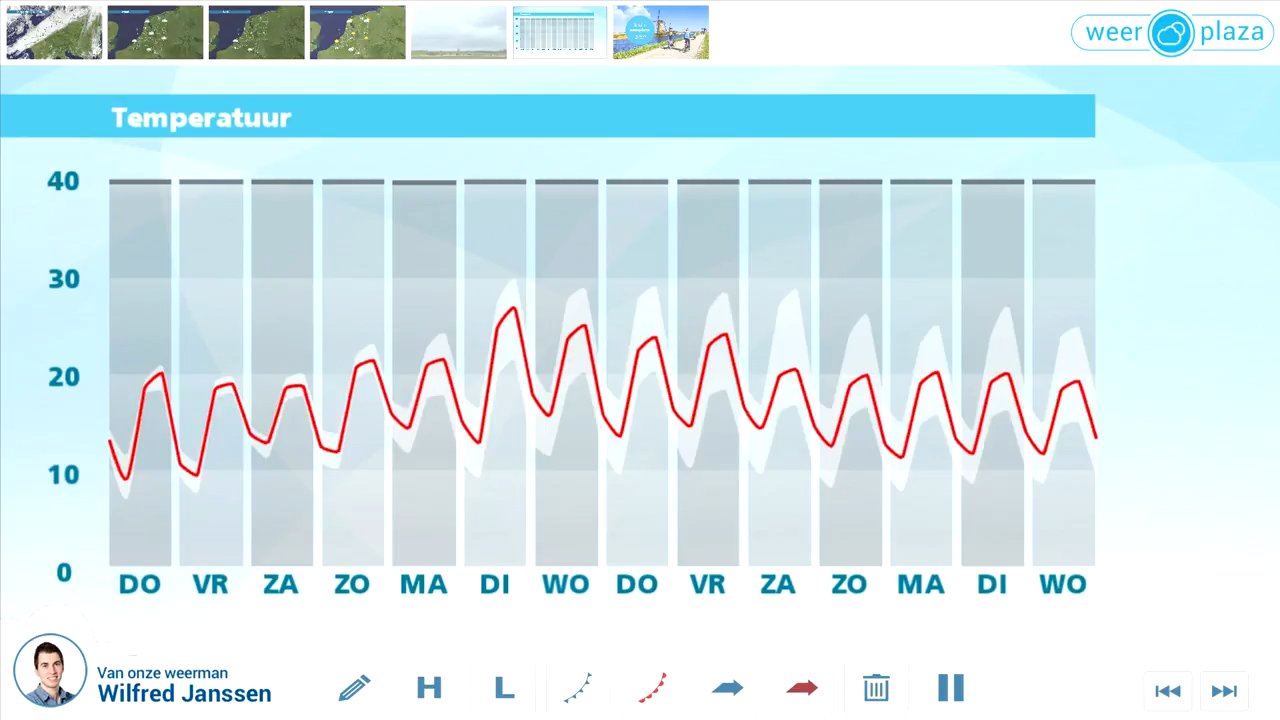 weer plaza
Temperatuur
40
30
20
10
0
DO VR ZA ZO MA DI WO DO VR ZA ZO MA DI WO
Van onze weerman
Wilfred Janssen
H L